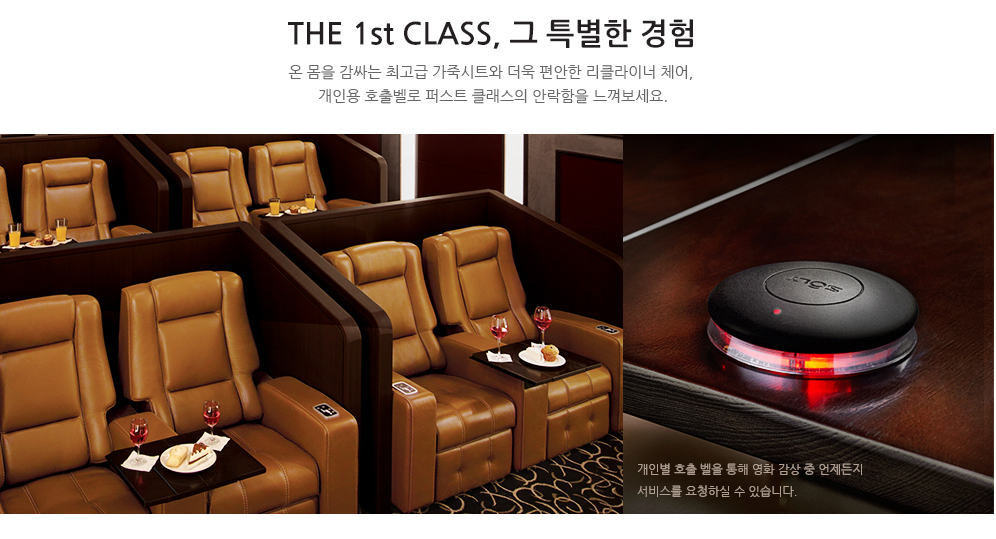 THE 1st CLASS, 그 특별한 경험
온 몸을 감싸는 최고급 가죽시트와 더욱 편안한 리클라이너 체어,
개인용 호출벨로 퍼스트 클래스의 안락함을 느껴보세요.
개인별 호출 벨을 통해 영화 감상 중 언제든지
서비스를 요청하실 수 있습니다.